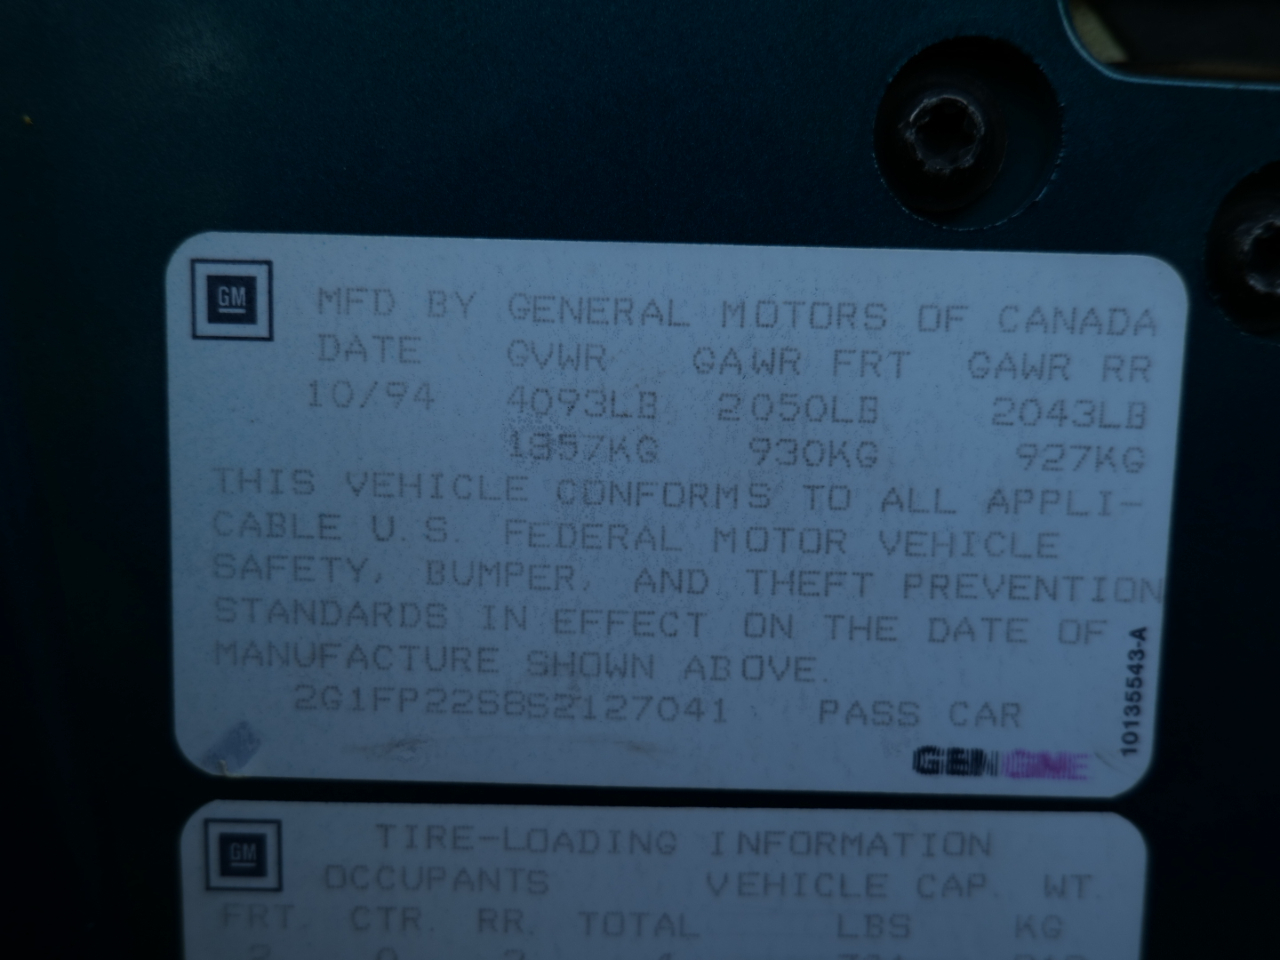 GM
MFD BY GENERAL MOTORS OF CANADA
DATE GVWR GAWR FRT GAWR RR
10/94 4093LB 2050LB 2043LB
1857KG 930KG 927KG
THIS VEHICLE CONFORMS TO ALL APPLI-
CABLE U.S. FEDERAL MOTOR VEHICLE
SAFETY, BUMPER, AND THEFT PREVENTION
STANDARDS IN EFFECT ON THE DATE OF
MANUFACTURE SHOWN ABOVE.
2G1FP22S8S2127041 PASS CAR
10135543-A
GM
TIRE-LOADING INFORMATION
OCCUPANTS VEHICLE CAP. WT.
FRT. CTR. RR. TOTAL LBS KG